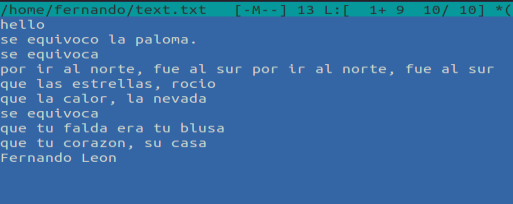 /home/fernando/text.txt   [-M--] 13 L:[  1+ 9  10/ 10] *(
hello
se equivoco la paloma.
se equivoca
por ir al norte, fue al sur por ir al norte, fue al sur
que las estrellas, rocio
que la calor, la nevada
se equivoca
que tu falda era tu blusa
que tu corazon, su casa
Fernando Leon